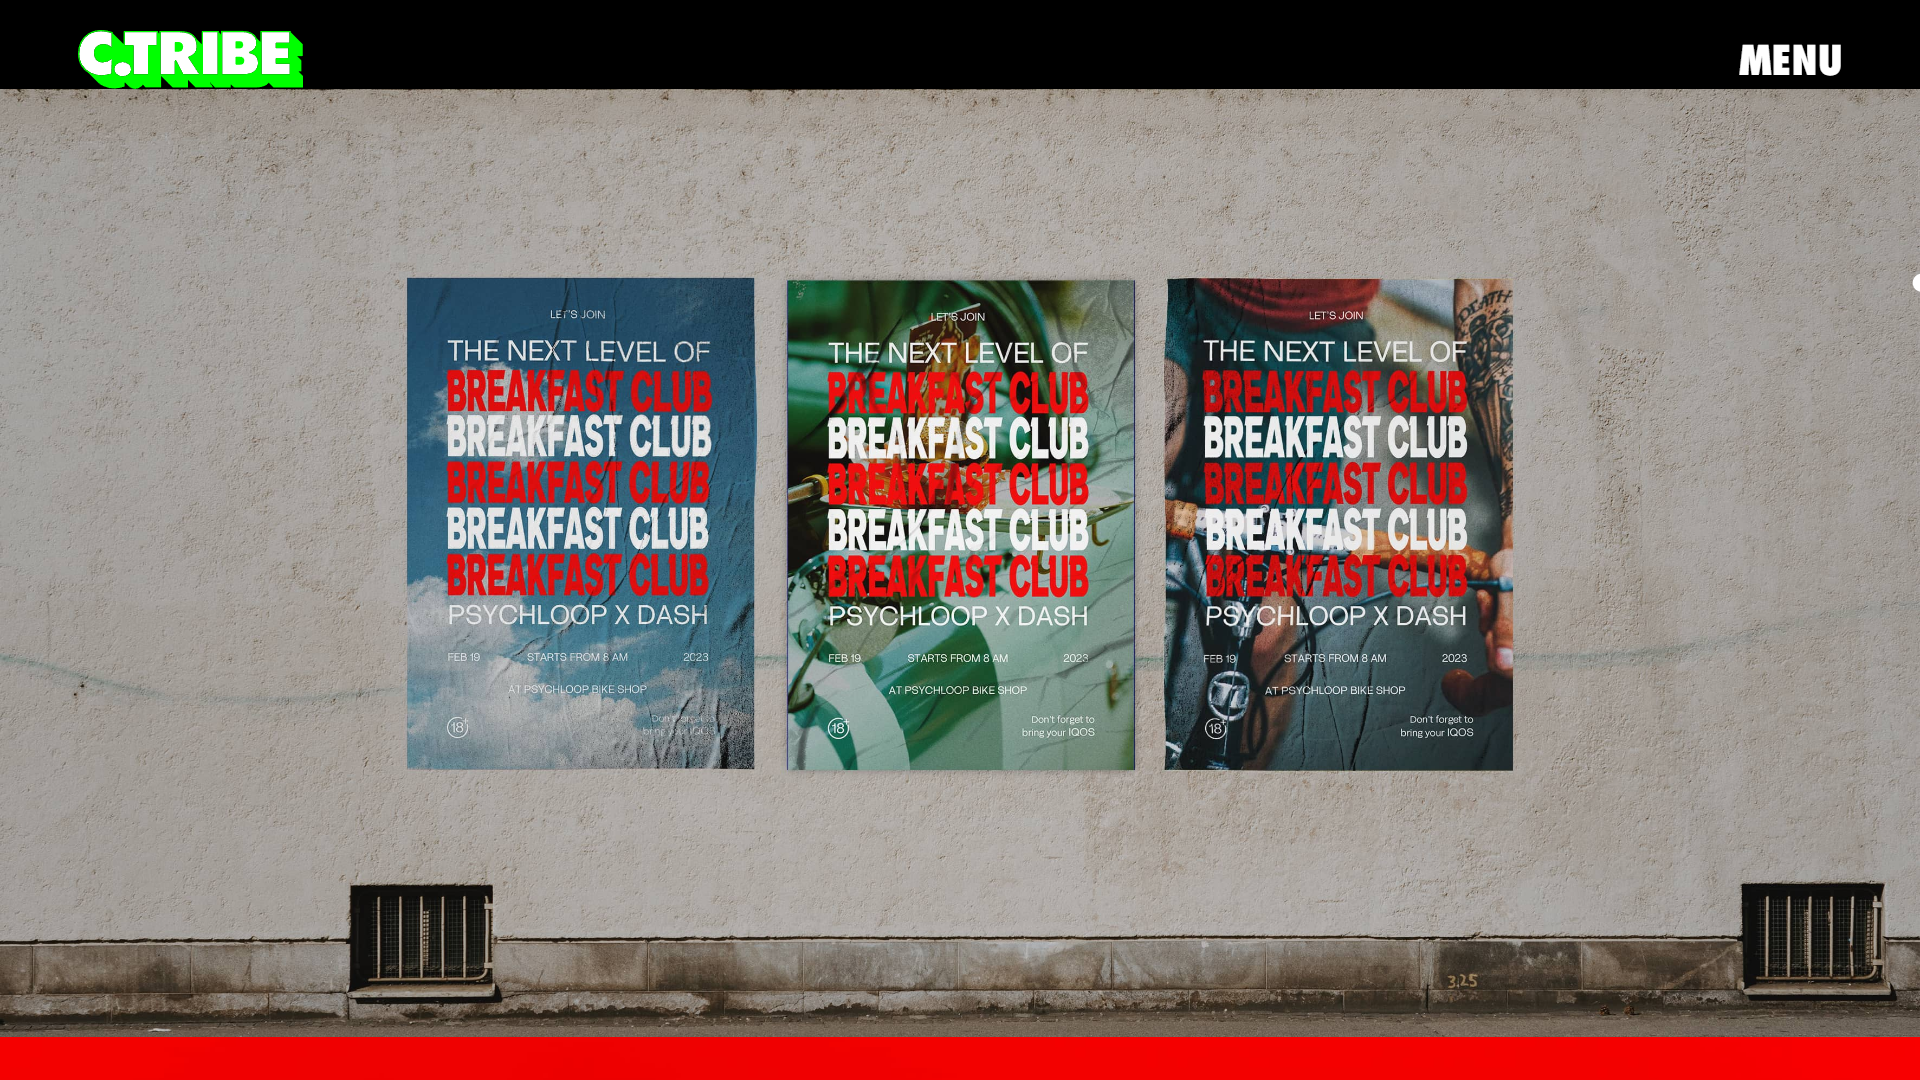 C.TRIBE
MENU
LET'S JOIN
THE NEXT LEVEL OF
BREAKFAST CLUB
BREAKFAST CLUB
BREAKFAST CLUB
BREAKFAST CLUB
BREAKFAST CLUB
PSYCHLOOP X DASH
FEB 19 STARTS FROM 8 AM 2023
AT PSYCHLOOP BIKE SHOP
18+
Don't forget to
bring your IQOS
LET'S JOIN
THE NEXT LEVEL OF
BREAKFAST CLUB
BREAKFAST CLUB
BREAKFAST CLUB
BREAKFAST CLUB
BREAKFAST CLUB
PSYCHLOOP X DASH
FEB 19 STARTS FROM 8 AM 2023
AT PSYCHLOOP BIKE SHOP
18+
Don't forget to
bring your IQOS
LET'S JOIN
THE NEXT LEVEL OF
BREAKFAST CLUB
BREAKFAST CLUB
BREAKFAST CLUB
BREAKFAST CLUB
BREAKFAST CLUB
PSYCHLOOP X DASH
FEB 19 STARTS FROM 8 AM 2023
AT PSYCHLOOP BIKE SHOP
18+
Don't forget to
bring your IQOS
DEATH
325